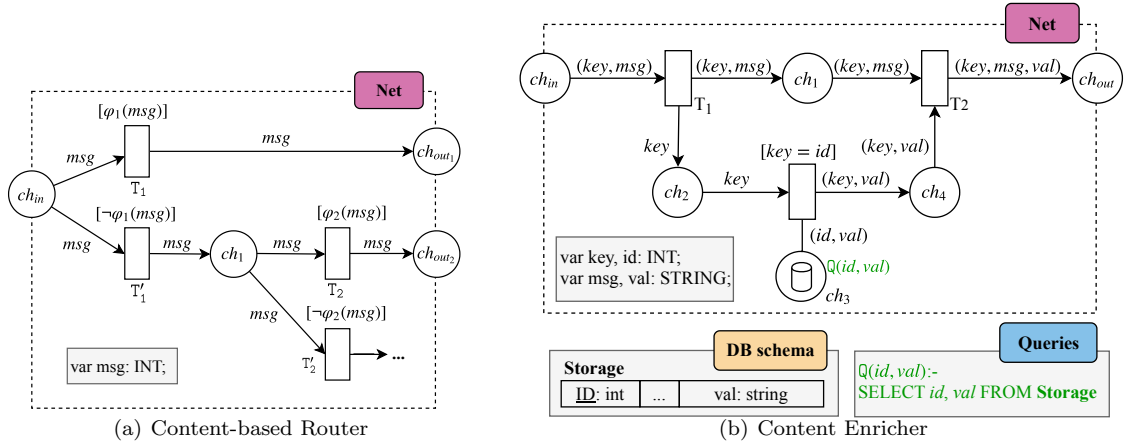 Net
[φ₁(msg)]
msg
msg
T₁
ch_out₁
ch_in
[¬φ₁(msg)]
[φ₂(msg)]
msg
msg
ch₁
msg
msg
ch_out₂
T′₁
T₂
msg
[¬φ₂(msg)]
T′₂
...
var msg: INT;
(a) Content-based Router
Net
ch_in
(key, msg)
(key, msg)
ch₁
(key, msg)
(key, msg, val)
ch_out
T₁
T2
key
[key = id]
(key, val)
ch₂
key
(key, val)
ch₄
(id, val)
var key, id: INT;
var msg, val: STRING;
ℚ(id, val)
ch₃
DB schema
Storage
ID: int
...
val: string
Queries
ℚ(id, val):-
SELECT id, val FROM Storage
(b) Content Enricher